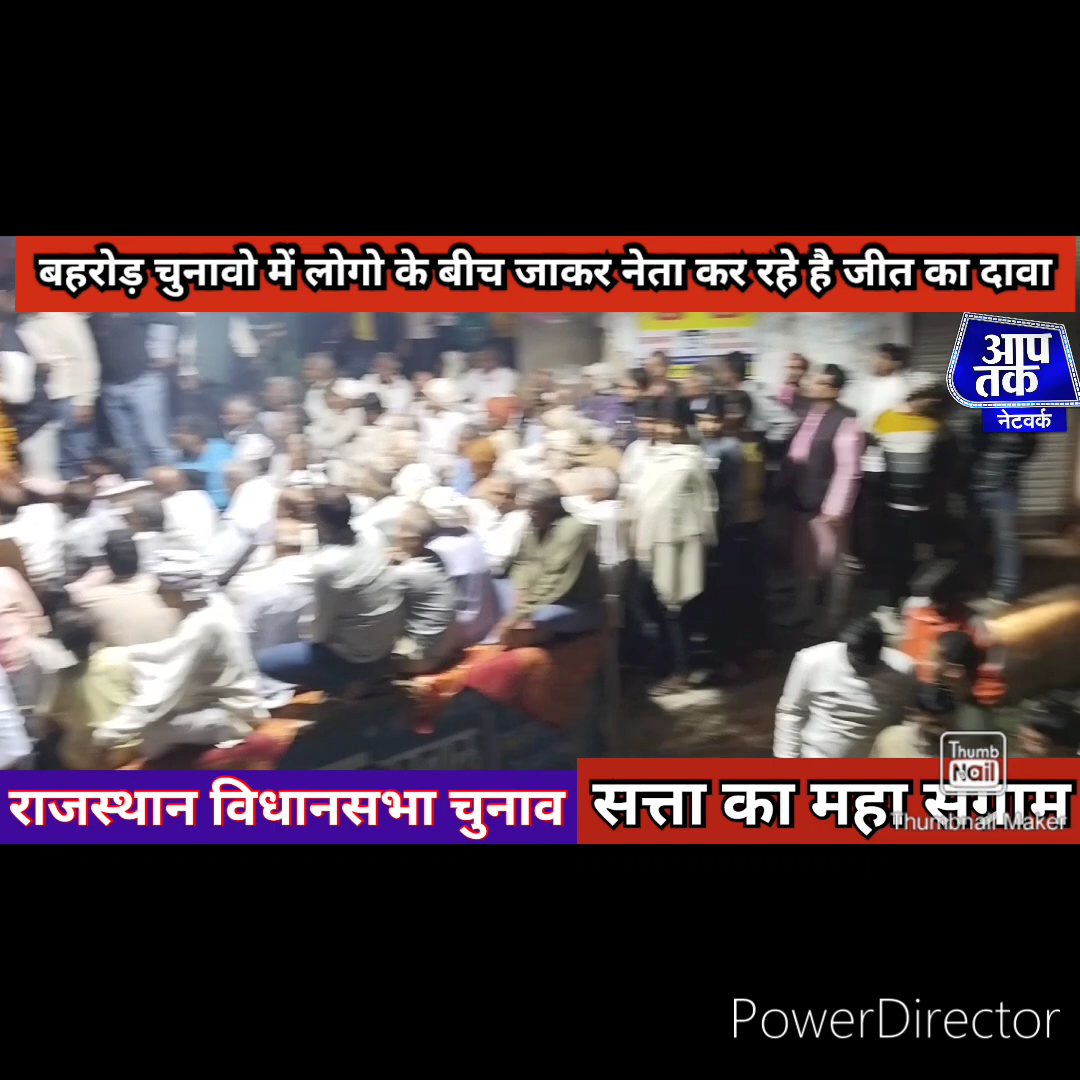 बहरोड़ चुनावो में लोगो के बीच जाकर नेता कर रहे है जीत का दावा
आप
तक
नेटवर्क
Thumb
Nail
राजस्थान विधानसभा चुनाव
सत्ता का महा संग्राम
Thumbnail Maker
PowerDirector